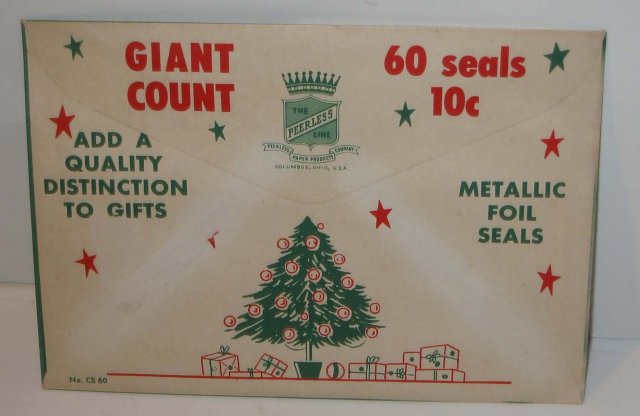 GIANT
COUNT
60 seals
10c
THE
PEERLESS
LINE
PEERLESS PAPER PRODUCTS COMPANY
COLUMBUS, OHIO, U.S.A.
ADD A
QUALITY
DISTINCTION
TO GIFTS
METALLIC
FOIL
SEALS
No. CS 60